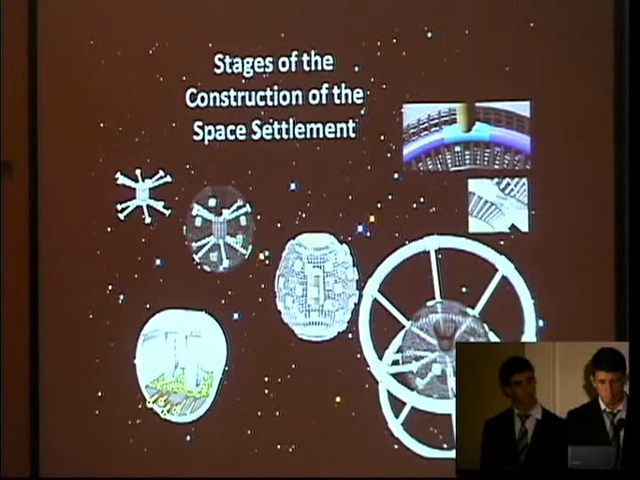 Stages of the
Construction of the
Space Settlement